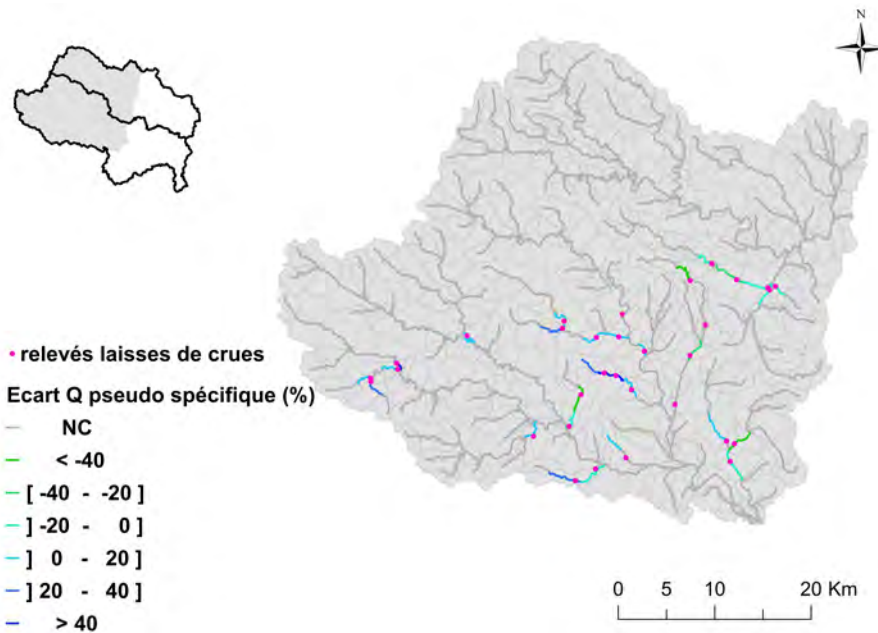 N
relevés laisses de crues
Ecart Q pseudo spécifique (%)
NC
< -40
[ -40 - -20 ]
] -20 - 0 ]
] 0 - 20 ]
] 20 - 40 ]
> 40
0 5 10 20 Km